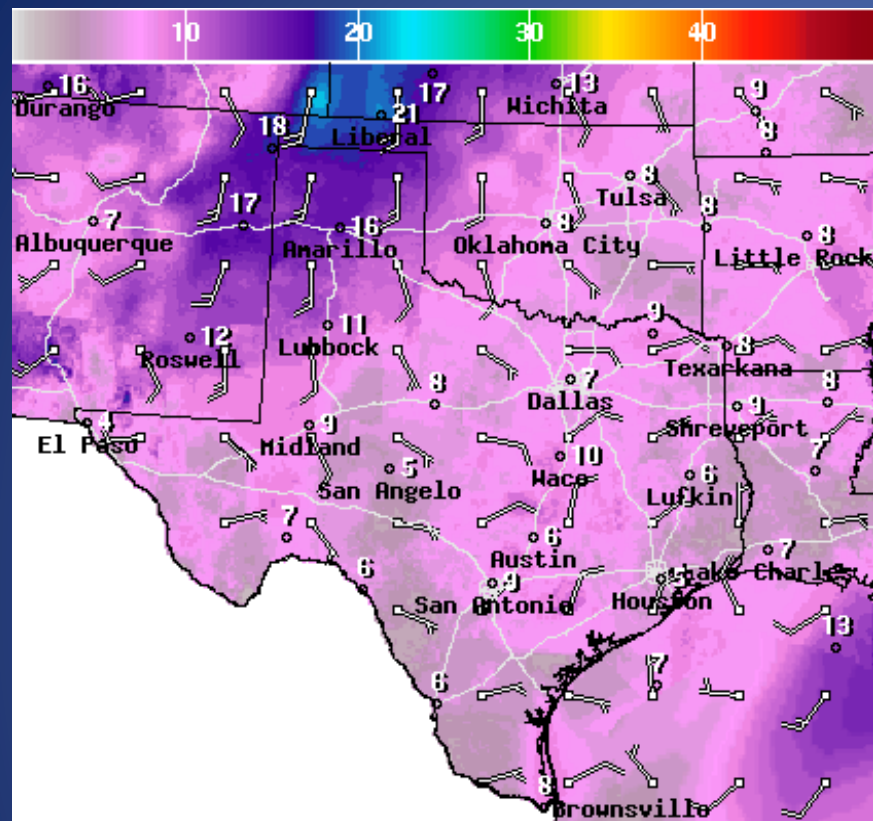 10 20 30 40
16 17 13 9
Durango Liberal Wichita
21
18 8
7 17 16 8 8 8 8
Tulsa
Albuquerque Amarillo Oklahoma City Little Rock
12 11 9 8
Roswell Lubbock Texarkana
7
8 Dallas 9 8
4 9 Shreveport
El Paso Midland 10 7
5 Waco 6
San Angelo Lufkin
7 6 7
Austin
6 9 5 Lake Charles
San Antonio Houston
13
7
6
8
Brownsville